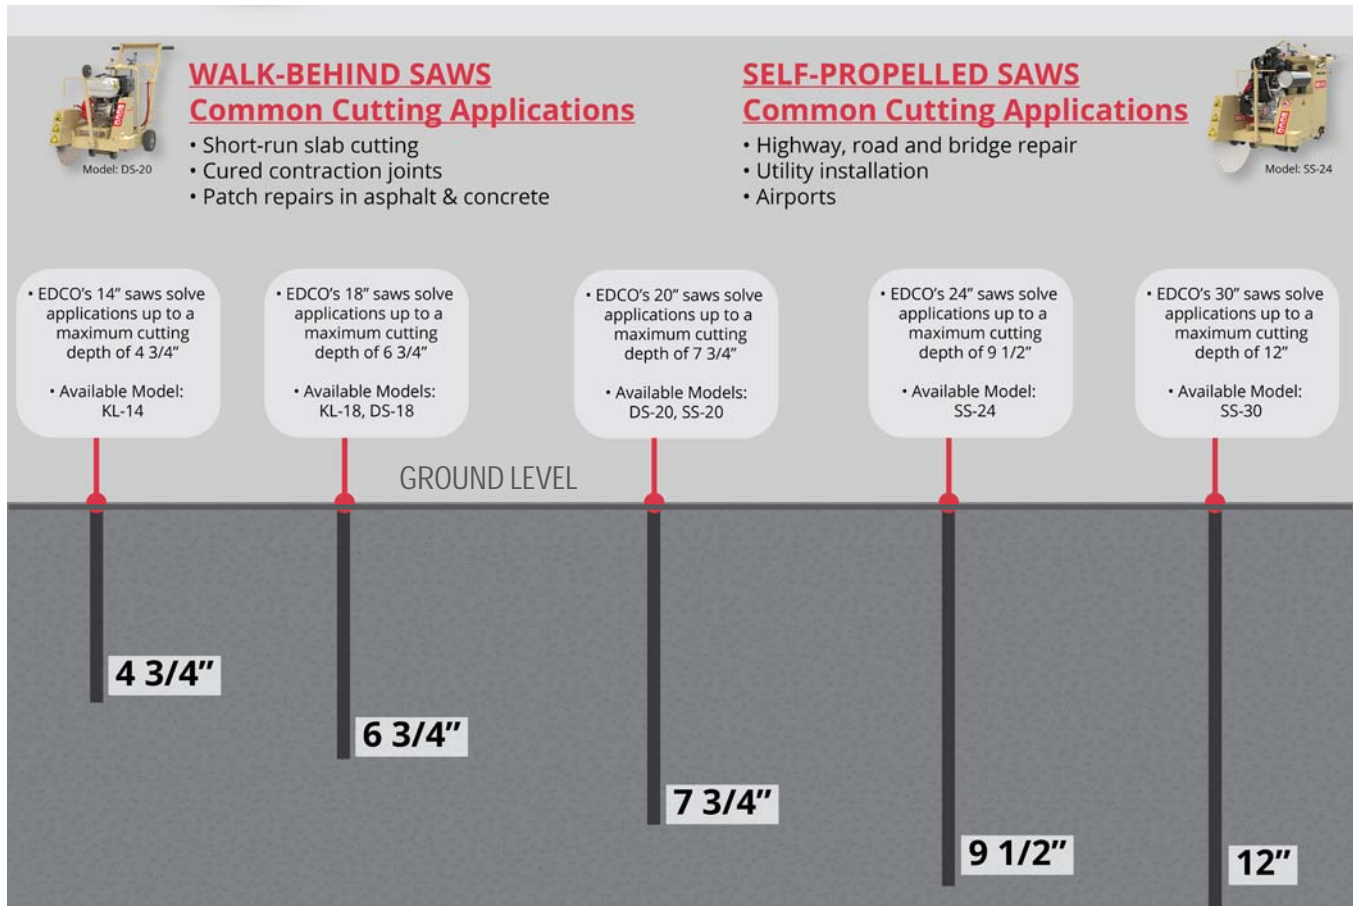 WALK-BEHIND SAWS
Common Cutting Applications
• Short-run slab cutting
• Cured contraction joints
• Patch repairs in asphalt & concrete
Model: DS-20
SELF-PROPELLED SAWS
Common Cutting Applications
• Highway, road and bridge repair
• Utility installation
• Airports
Model: SS-24
• EDCO’s 14” saws solve
applications up to a
maximum cutting
depth of 4 3/4”
• Available Model:
KL-14
• EDCO’s 18” saws solve
applications up to a
maximum cutting
depth of 6 3/4”
• Available Models:
KL-18, DS-18
• EDCO’s 20” saws solve
applications up to a
maximum cutting
depth of 7 3/4”
• Available Models:
DS-20, SS-20
• EDCO’s 24” saws solve
applications up to a
maximum cutting
depth of 9 1/2”
• Available Model:
SS-24
• EDCO’s 30” saws solve
applications up to a
maximum cutting
depth of 12”
• Available Model:
SS-30
GROUND LEVEL
4 3/4”
6 3/4”
7 3/4”
9 1/2”
12”